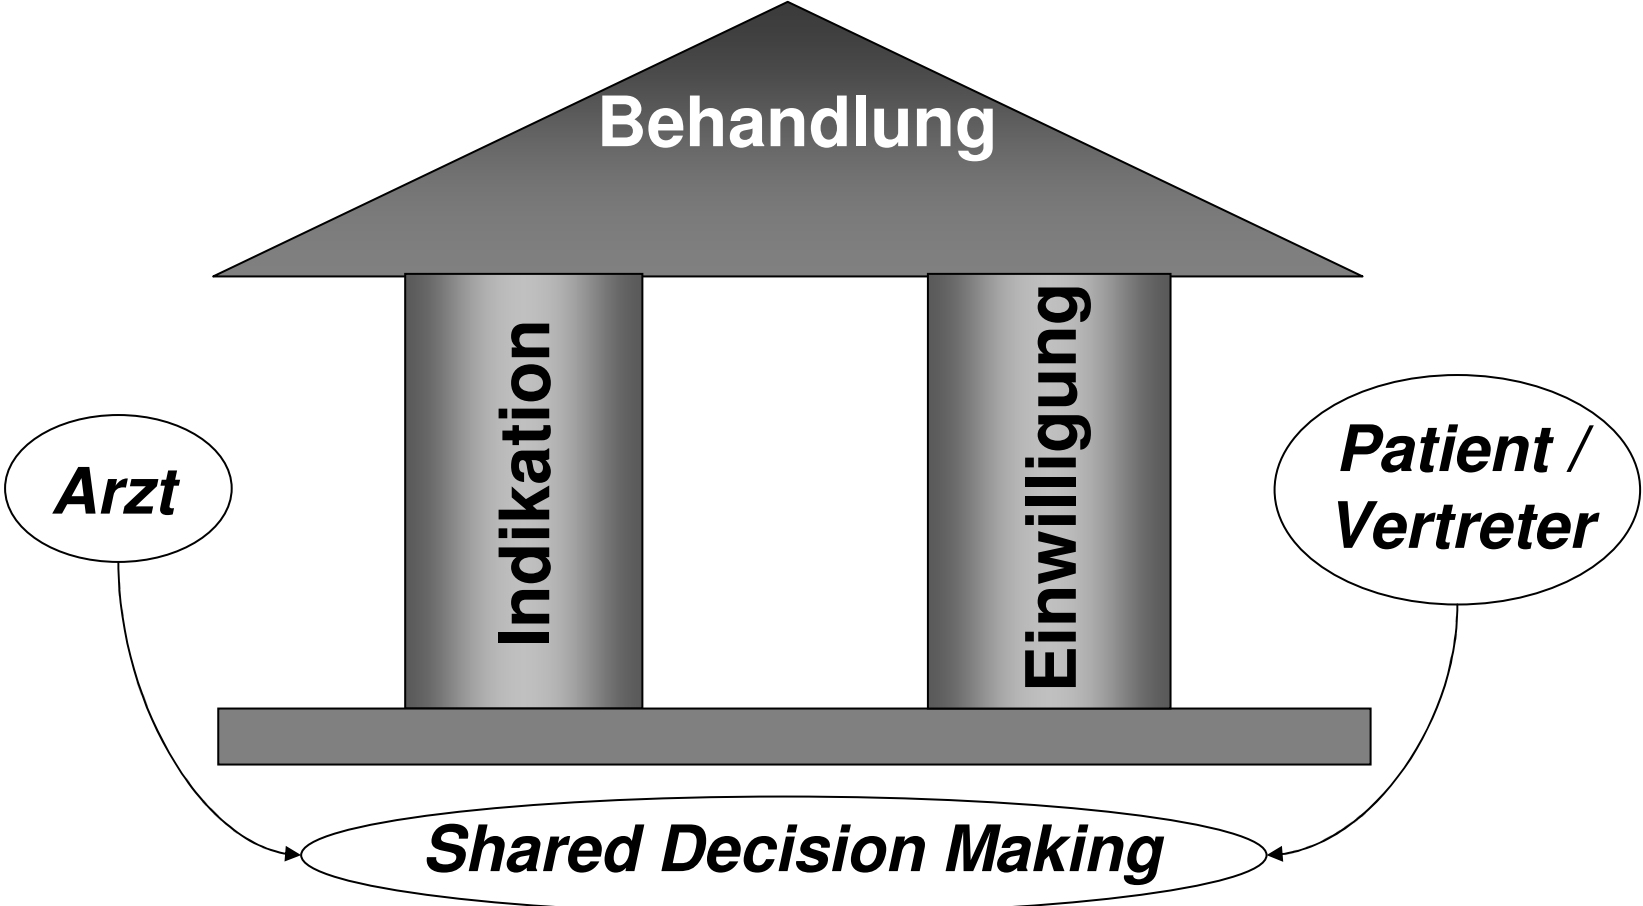 Behandlung
Indikation
Einwilligung
Arzt
Patient /
Vertreter
Shared Decision Making